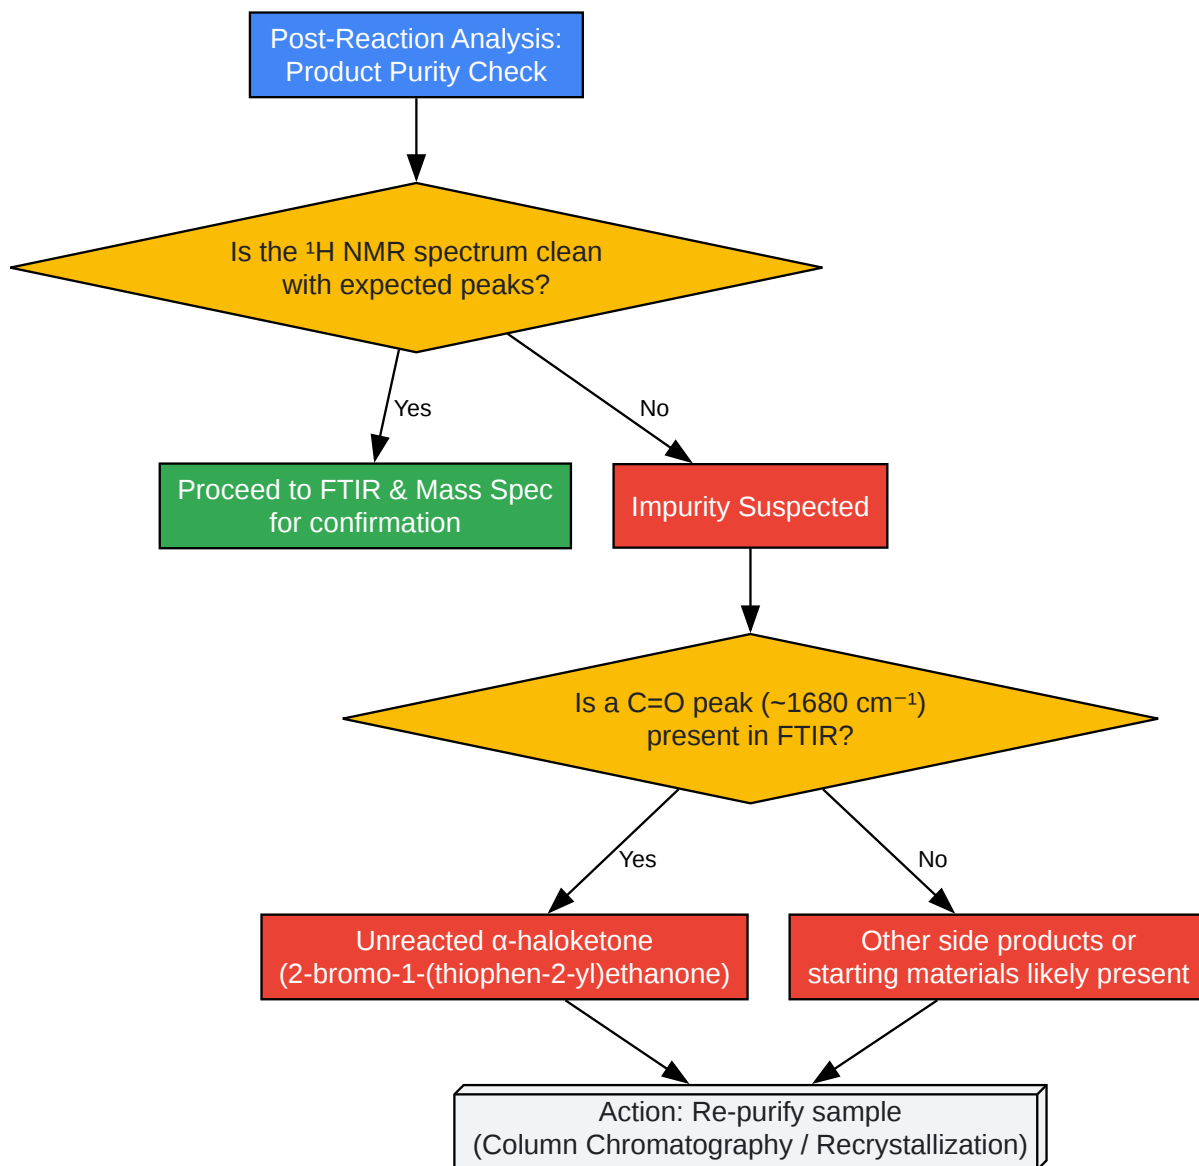 Post-Reaction Analysis:
Product Purity Check
Is the ¹H NMR spectrum clean
with expected peaks?
Yes
No
Proceed to FTIR & Mass Spec
for confirmation
Impurity Suspected
Is a C=O peak (~1680 cm⁻¹)
present in FTIR?
Yes
No
Unreacted α-haloketone
(2-bromo-1-(thiophen-2-yl)ethanone)
Other side products or
starting materials likely present
Action: Re-purify sample
(Column Chromatography / Recrystallization)